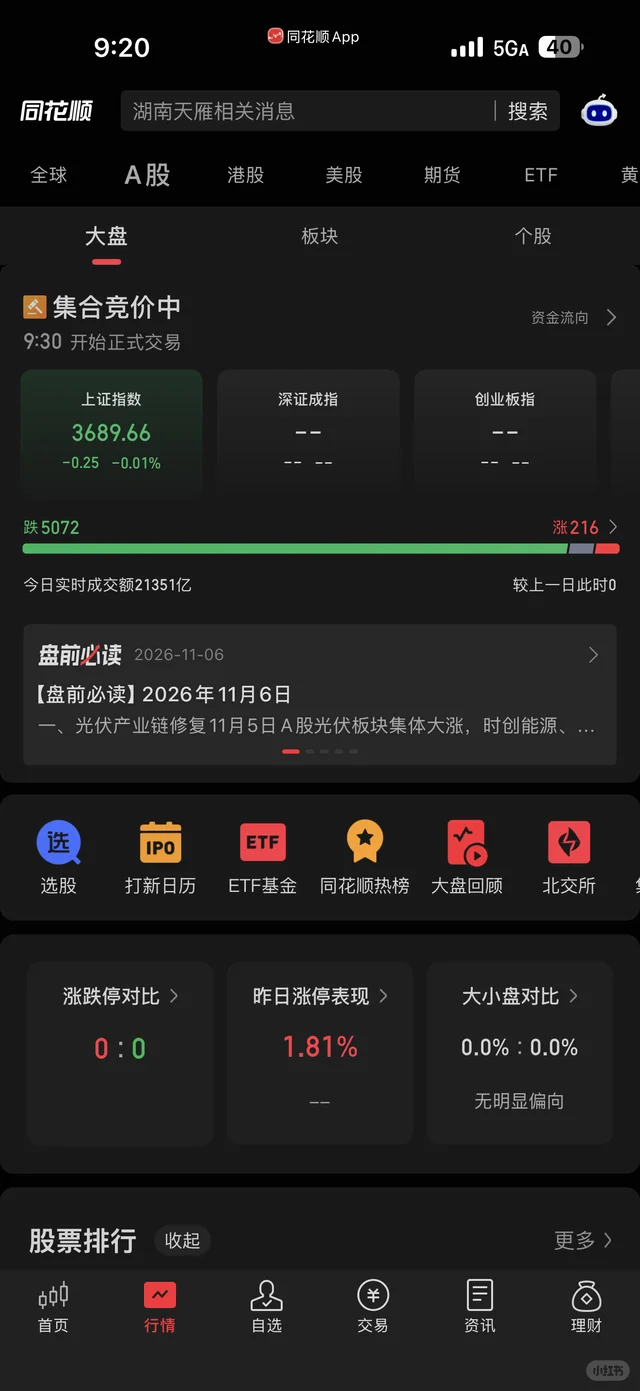 9:20
同花顺App
5GA
40
同花顺
湖南天雁相关消息
搜索
全球 A股 港股 美股 期货 ETF 黄
大盘 板块 个股
集合竞价中
资金流向
9:30 开始正式交易
上证指数 深证成指 创业板指
3689.66 -- --
-0.25 -0.01% -- -- -- --
跌5072 涨216
今日实时成交额21351亿 较上一日此时0
盘前必读 2026-11-06
【盘前必读】2026年11月6日
一、光伏产业链修复11月5日A股光伏板块集体大涨，时创能源、...
选 IPO ETF
选股 打新日历 ETF基金 同花顺热榜 大盘回顾 北交所
涨跌停对比 昨日涨停表现 大小盘对比
0:0 1.81% 0.0%:0.0%
-- 无明显偏向
股票排行 收起 更多
首页 行情 自选 交易 资讯 理财
小红书